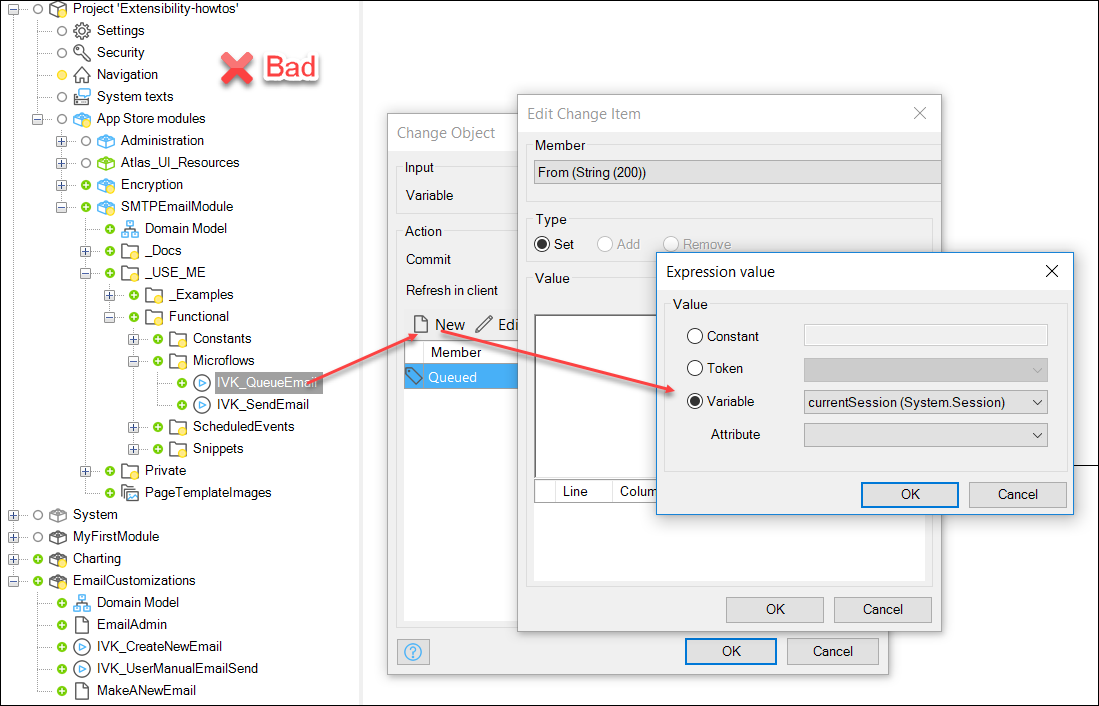 Project 'Extensibility-howtos'
Settings
Security
Navigation
System texts
App Store modules
Administration
Atlas_UI_Resources
Encryption
SMTPEmailModule
Domain Model
_Docs
_USE_ME
_Examples
Functional
Constants
Microflows
IVK_QueueEmail
IVK_SendEmail
ScheduledEvents
Snippets
Private
PageTemplateImages
System
MyFirstModule
Charting
EmailCustomizations
Domain Model
EmailAdmin
IVK_CreateNewEmail
IVK_UserManualEmailSend
MakeANewEmail
Bad
Change Object
Input
Variable
Action
Commit
Refresh in client
New Edi
Member
Queued
OK Cancel
Edit Change Item
Member
From (String (200))
Type
Set Add Remove
Value
Line Colum
OK Cancel
Expression value
Value
Constant
Token
Variable currentSession (System.Session)
Attribute
OK Cancel